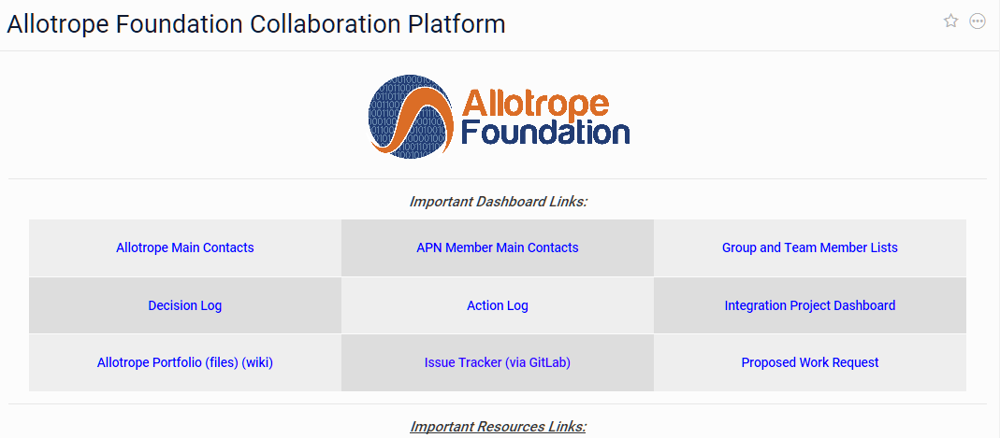 Allotrope Foundation Collaboration Platform
Allotrope
Foundation
Important Dashboard Links:
Allotrope Main Contacts
APN Member Main Contacts
Group and Team Member Lists
Decision Log
Action Log
Integration Project Dashboard
Allotrope Portfolio (files) (wiki)
Issue Tracker (via GitLab)
Proposed Work Request
Important Resources Links: